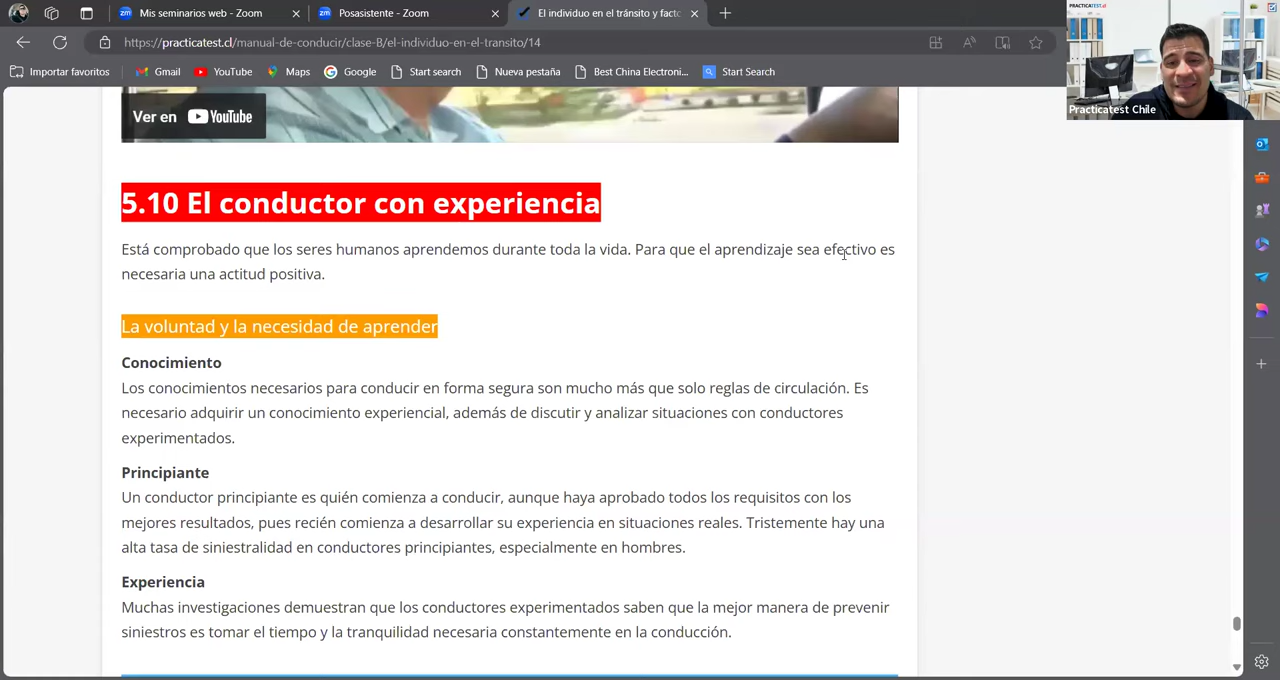 Mis seminarios web - Zoom
Posasistente - Zoom
El individuo en el tránsito y facto
https://practicatest.cl/manual-de-conducir/clase-B/el-individuo-en-el-transito/14
Importar favoritos
Gmail
YouTube
Maps
Google
Start search
Nueva pestaña
Best China Electroni...
Start Search
PRACTICATEST.cl
Practicatest Chile
Ver en YouTube
5.10 El conductor con experiencia
Está comprobado que los seres humanos aprendemos durante toda la vida. Para que el aprendizaje sea efectivo es
necesaria una actitud positiva.
La voluntad y la necesidad de aprender
Conocimiento
Los conocimientos necesarios para conducir en forma segura son mucho más que solo reglas de circulación. Es
necesario adquirir un conocimiento experiencial, además de discutir y analizar situaciones con conductores
experimentados.
Principiante
Un conductor principiante es quién comienza a conducir, aunque haya aprobado todos los requisitos con los
mejores resultados, pues recién comienza a desarrollar su experiencia en situaciones reales. Tristemente hay una
alta tasa de siniestralidad en conductores principiantes, especialmente en hombres.
Experiencia
Muchas investigaciones demuestran que los conductores experimentados saben que la mejor manera de prevenir
siniestros es tomar el tiempo y la tranquilidad necesaria constantemente en la conducción.